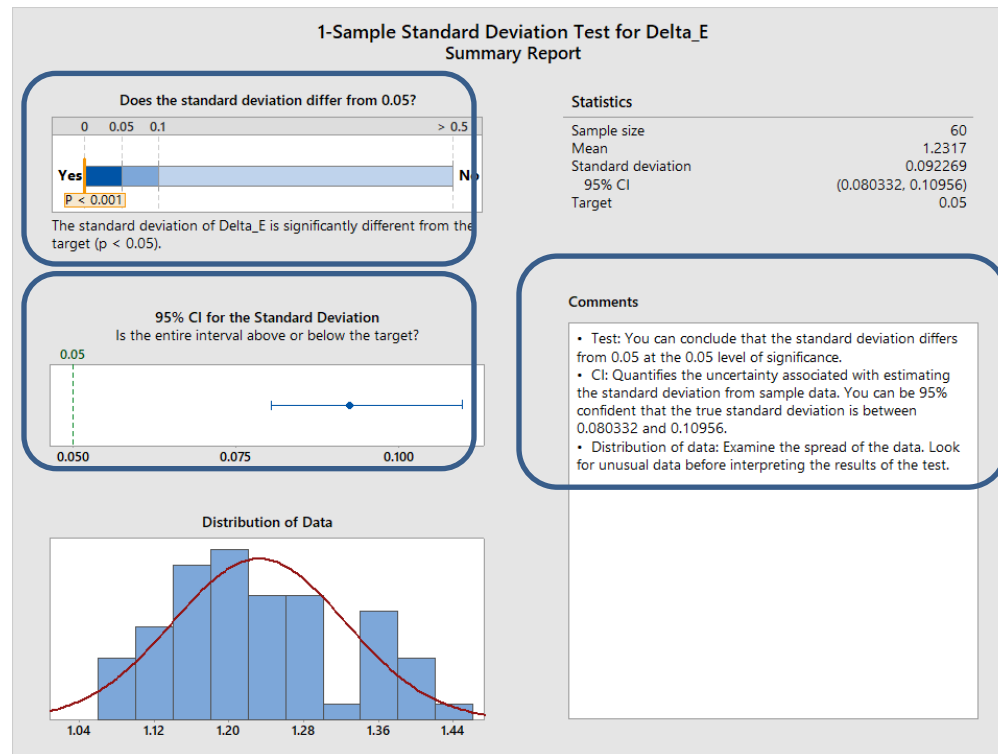 1-Sample Standard Deviation Test for Delta_E
Summary Report
Does the standard deviation differ from 0.05?
0 0.05 0.1 > 0.5
Yes No
P < 0.001
The standard deviation of Delta_E is significantly different from the
target (p < 0.05).
Statistics
Sample size 60
Mean 1.2317
Standard deviation 0.092269
95% CI (0.080332, 0.10956)
Target 0.05
95% CI for the Standard Deviation
Is the entire interval above or below the target?
0.05
0.050 0.075 0.100
Comments
• Test: You can conclude that the standard deviation differs
from 0.05 at the 0.05 level of significance.
• CI: Quantifies the uncertainty associated with estimating
the standard deviation from sample data. You can be 95%
confident that the true standard deviation is between
0.080332 and 0.10956.
• Distribution of data: Examine the spread of the data. Look
for unusual data before interpreting the results of the test.
Distribution of Data
1.04 1.12 1.20 1.28 1.36 1.44